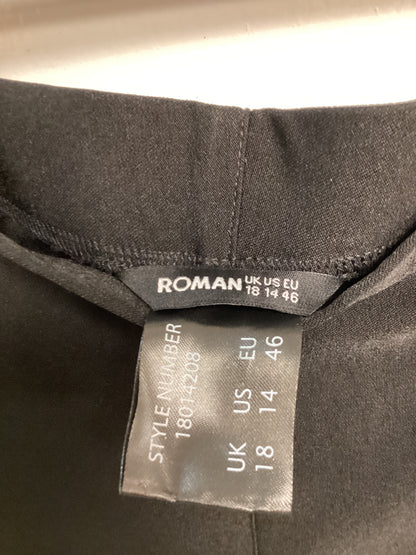 ROMAN UK US EU
18 14 46
STYLE NUMBER
18014208
UK US EU
18 14 46